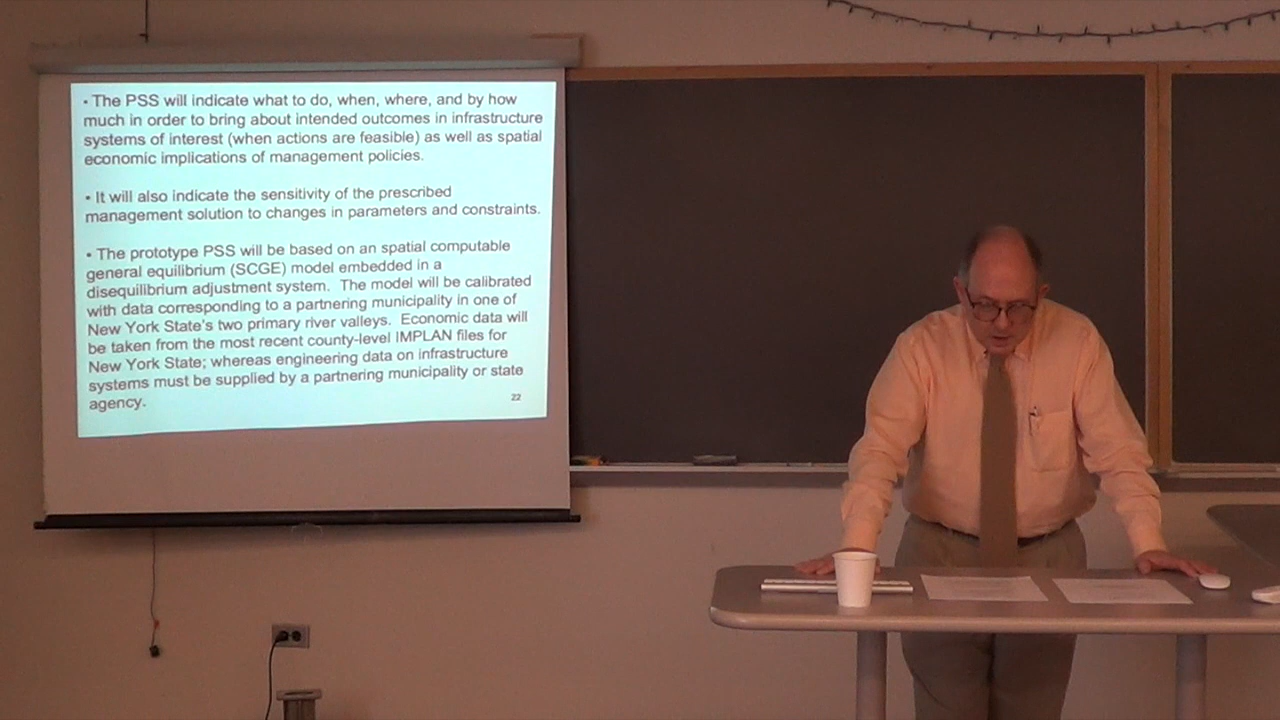 • The PSS will indicate what to do, when, where, and by how
much in order to bring about intended outcomes in infrastructure
systems of interest (when actions are feasible) as well as spatial
economic implications of management policies.
• It will also indicate the sensitivity of the prescribed
management solution to changes in parameters and constraints.
• The prototype PSS will be based on an spatial computable
general equilibrium (SCGE) model embedded in a
disequilibrium adjustment system. The model will be calibrated
with data corresponding to a partnering municipality in one of
New York State's two primary river valleys. Economic data will
be taken from the most recent county-level IMPLAN files for
New York State; whereas engineering data on infrastructure
systems must be supplied by a partnering municipality or state
agency.
22